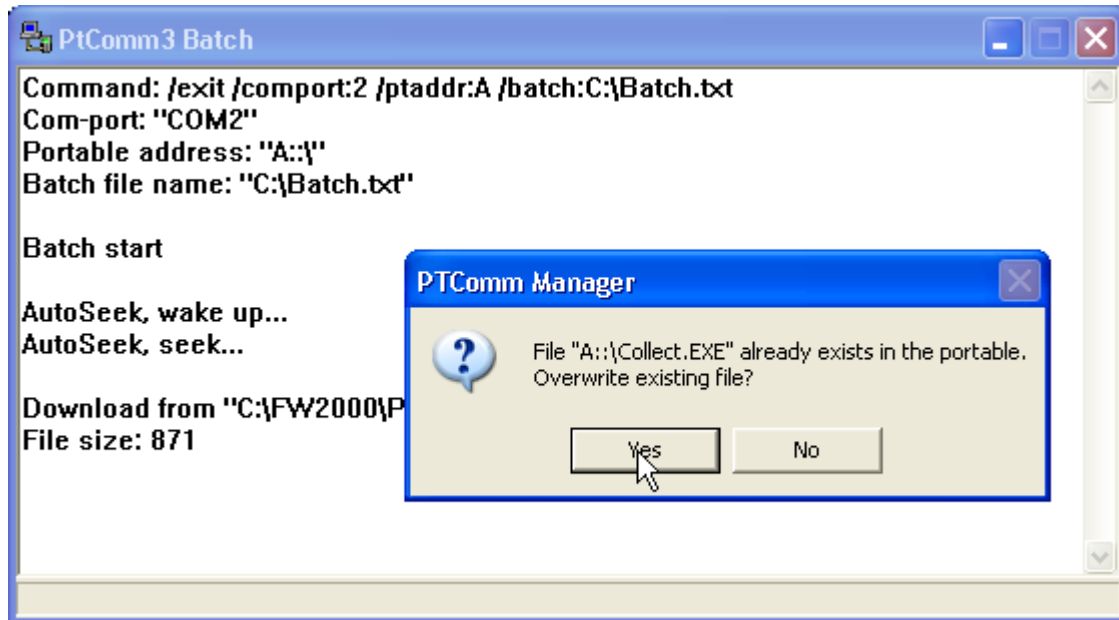 PtComm3 Batch
Command: /exit /comport:2 /ptaddr:A /batch:C:\Batch.txt
Com-port: "COM2"
Portable address: "A::\"
Batch file name: "C:\Batch.txt"
Batch start
AutoSeek, wake up...
AutoSeek, seek...
Download from "C:\FW2000\P
File size: 871
PTComm Manager
File "A::\Collect.EXE" already exists in the portable.
Overwrite existing file?
Yes
No